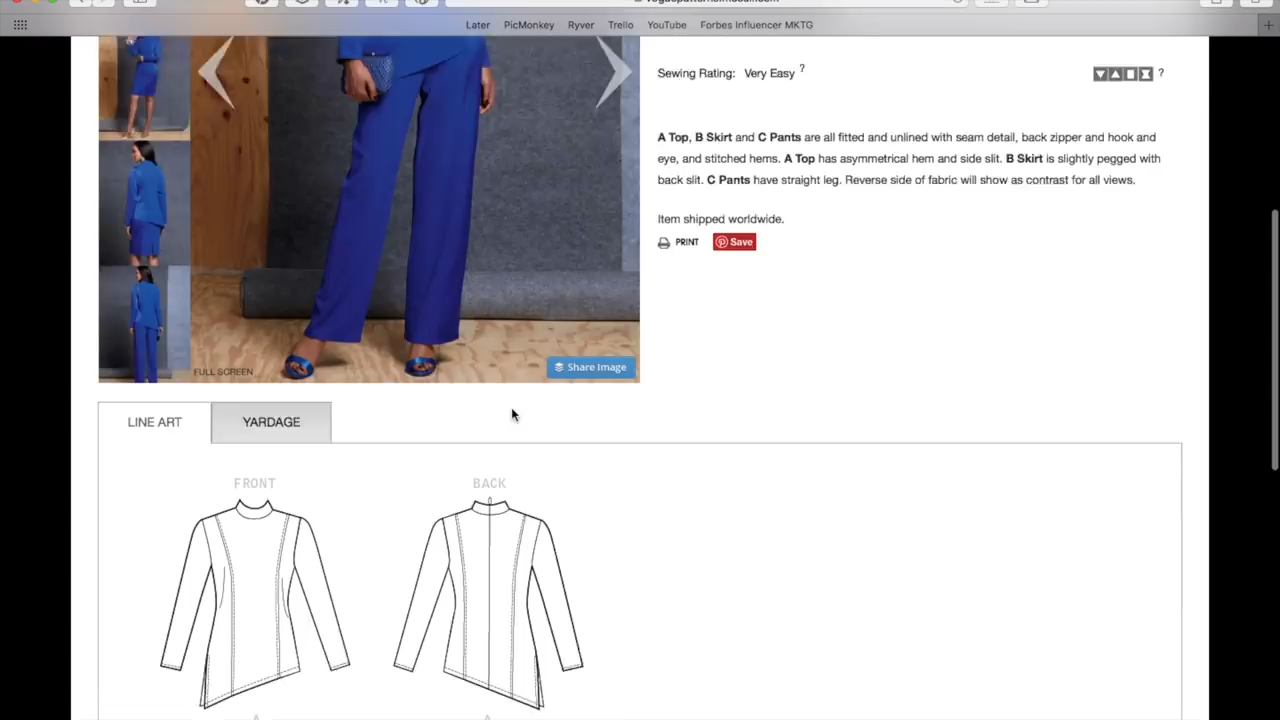 Later PicMonkey Ryver Trello YouTube Forbes Influencer MKTG
Sewing Rating: Very Easy ?
?
A Top, B Skirt and C Pants are all fitted and unlined with seam detail, back zipper and hook and
eye, and stitched hems. A Top has asymmetrical hem and side slit. B Skirt is slightly pegged with
back slit. C Pants have straight leg. Reverse side of fabric will show as contrast for all views.
Item shipped worldwide.
PRINT Save
Share Image
FULL SCREEN
LINE ART YARDAGE
FRONT BACK